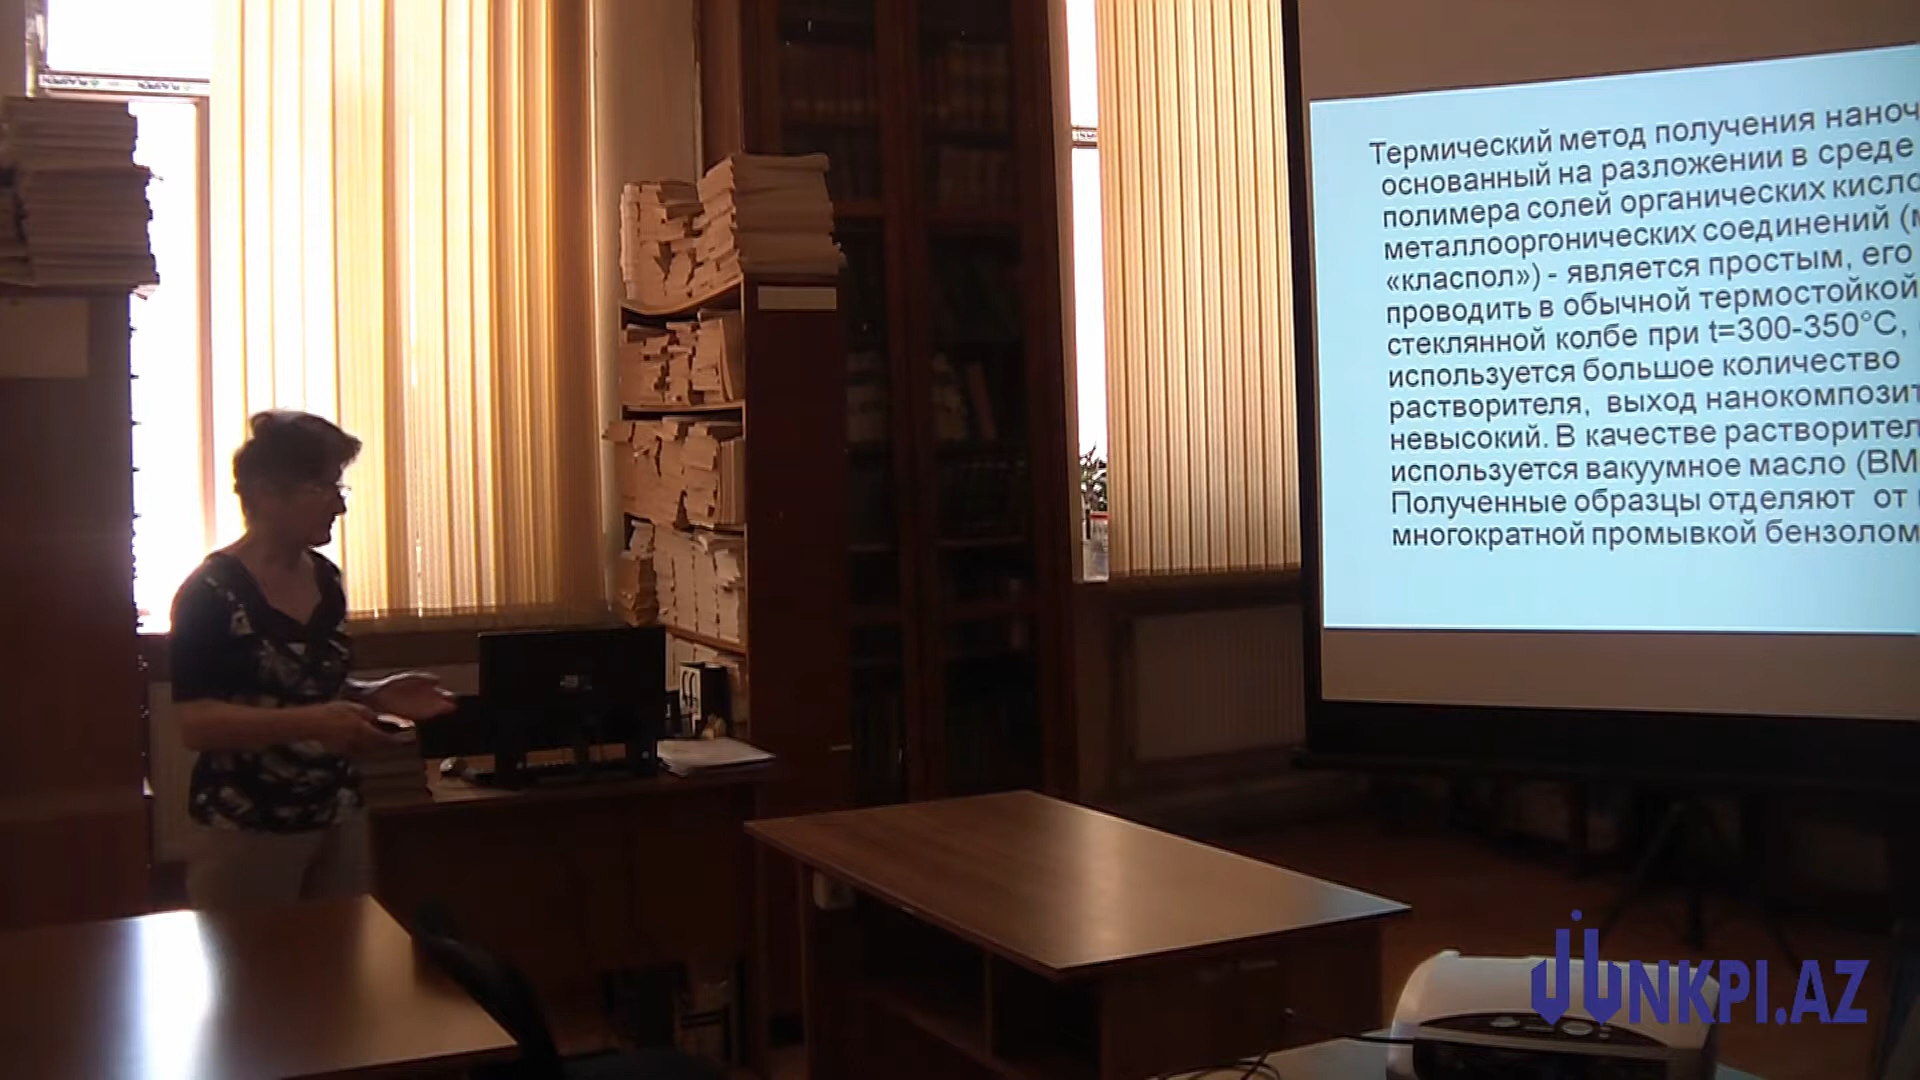 Термический метод получения наноч
основанный на разложении в среде
полимера солей органических кисло
металлооргонических соединений (м
«класпол») - является простым, его
проводить в обычной термостойкой
стеклянной колбе при t=300-350°С,
используется большое количество
растворителя, выход нанокомпозит
невысокий. В качестве растворител
используется вакуумное масло (ВМ
Полученные образцы отделяют от
многократной промывкой бензолом
UNKPI.AZ